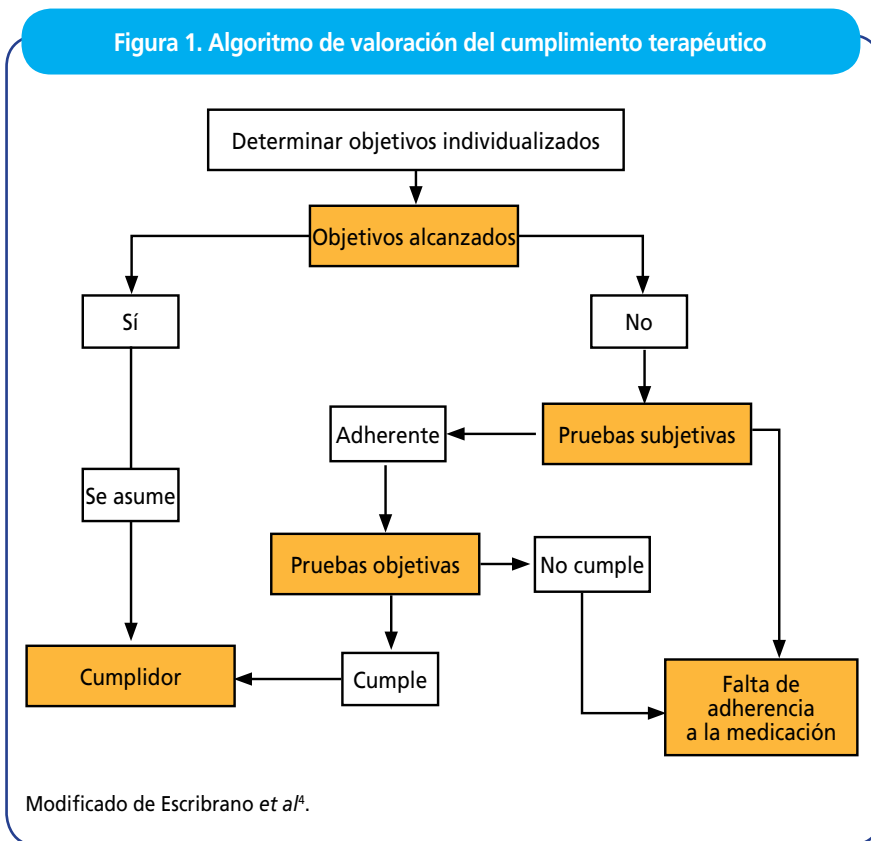 Figura 1. Algoritmo de valoración del cumplimiento terapéutico
Determinar objetivos individualizados
Objetivos alcanzados
Sí
No
Adherente
Pruebas subjetivas
Se asume
Pruebas objetivas
No cumple
Cumplidor
Cumple
Falta de
adherencia
a la medicación
Modificado de Escribrano et al⁴.